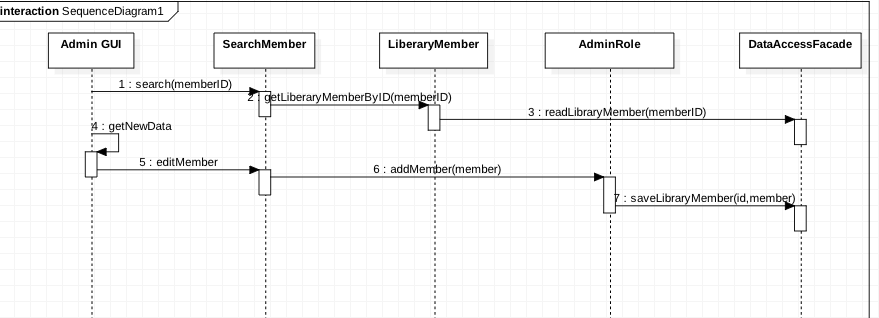 interaction SequenceDiagram1
Admin GUI
SearchMember
LiberaryMember
AdminRole
DataAccessFacade
1 : search(memberID)
2 : getLiberaryMemberByID(memberID)
3 : readLibraryMember(memberID)
4 : getNewData
5 : editMember
6 : addMember(member)
7 : saveLibraryMember(id,member)